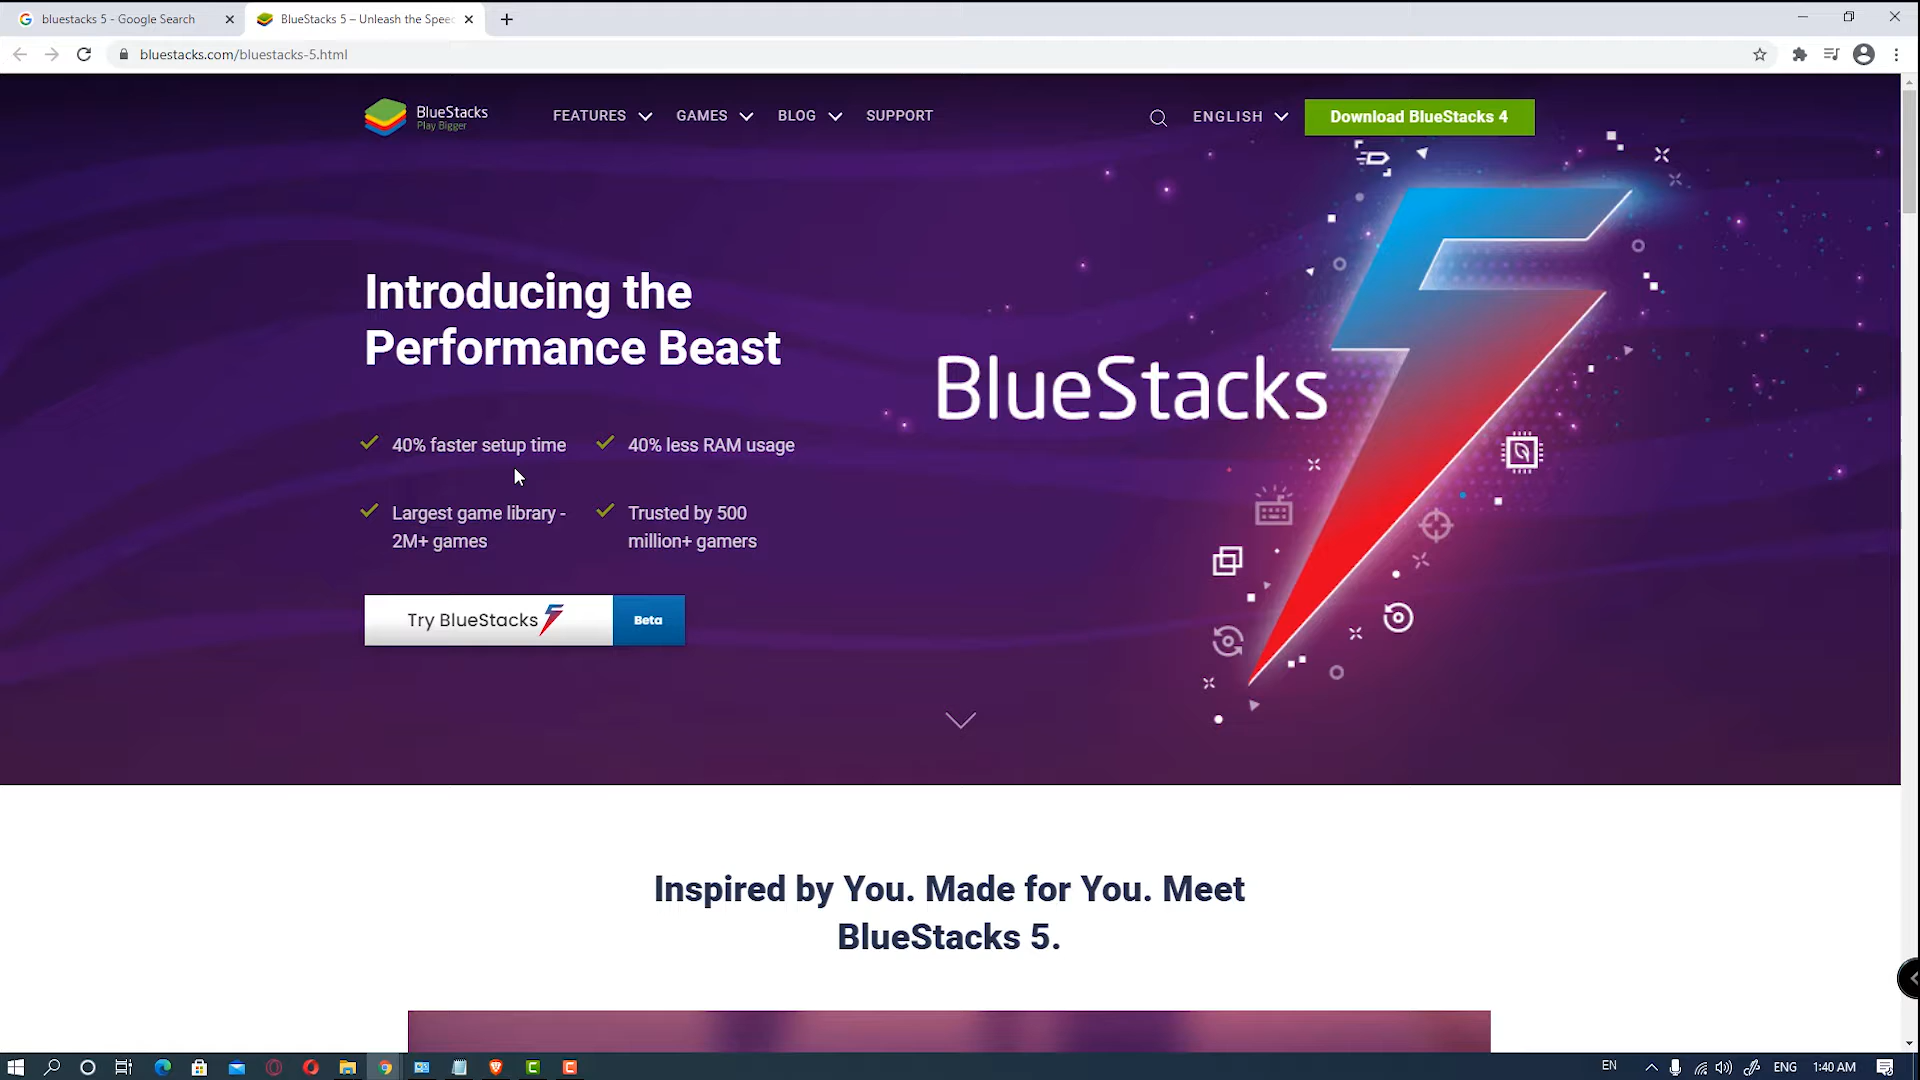 bluestacks 5 - Google Search
BlueStacks 5 – Unleash the Speed
bluestacks.com/bluestacks-5.html
BlueStacks
Play Bigger
FEATURES
GAMES
BLOG
SUPPORT
ENGLISH
Download BlueStacks 4
Introducing the
Performance Beast
BlueStacks
40% faster setup time
40% less RAM usage
Largest game library -
2M+ games
Trusted by 500
million+ gamers
Try BlueStacks 5
Beta
Inspired by You. Made for You. Meet
BlueStacks 5.
EN
ENG
1:40 AM